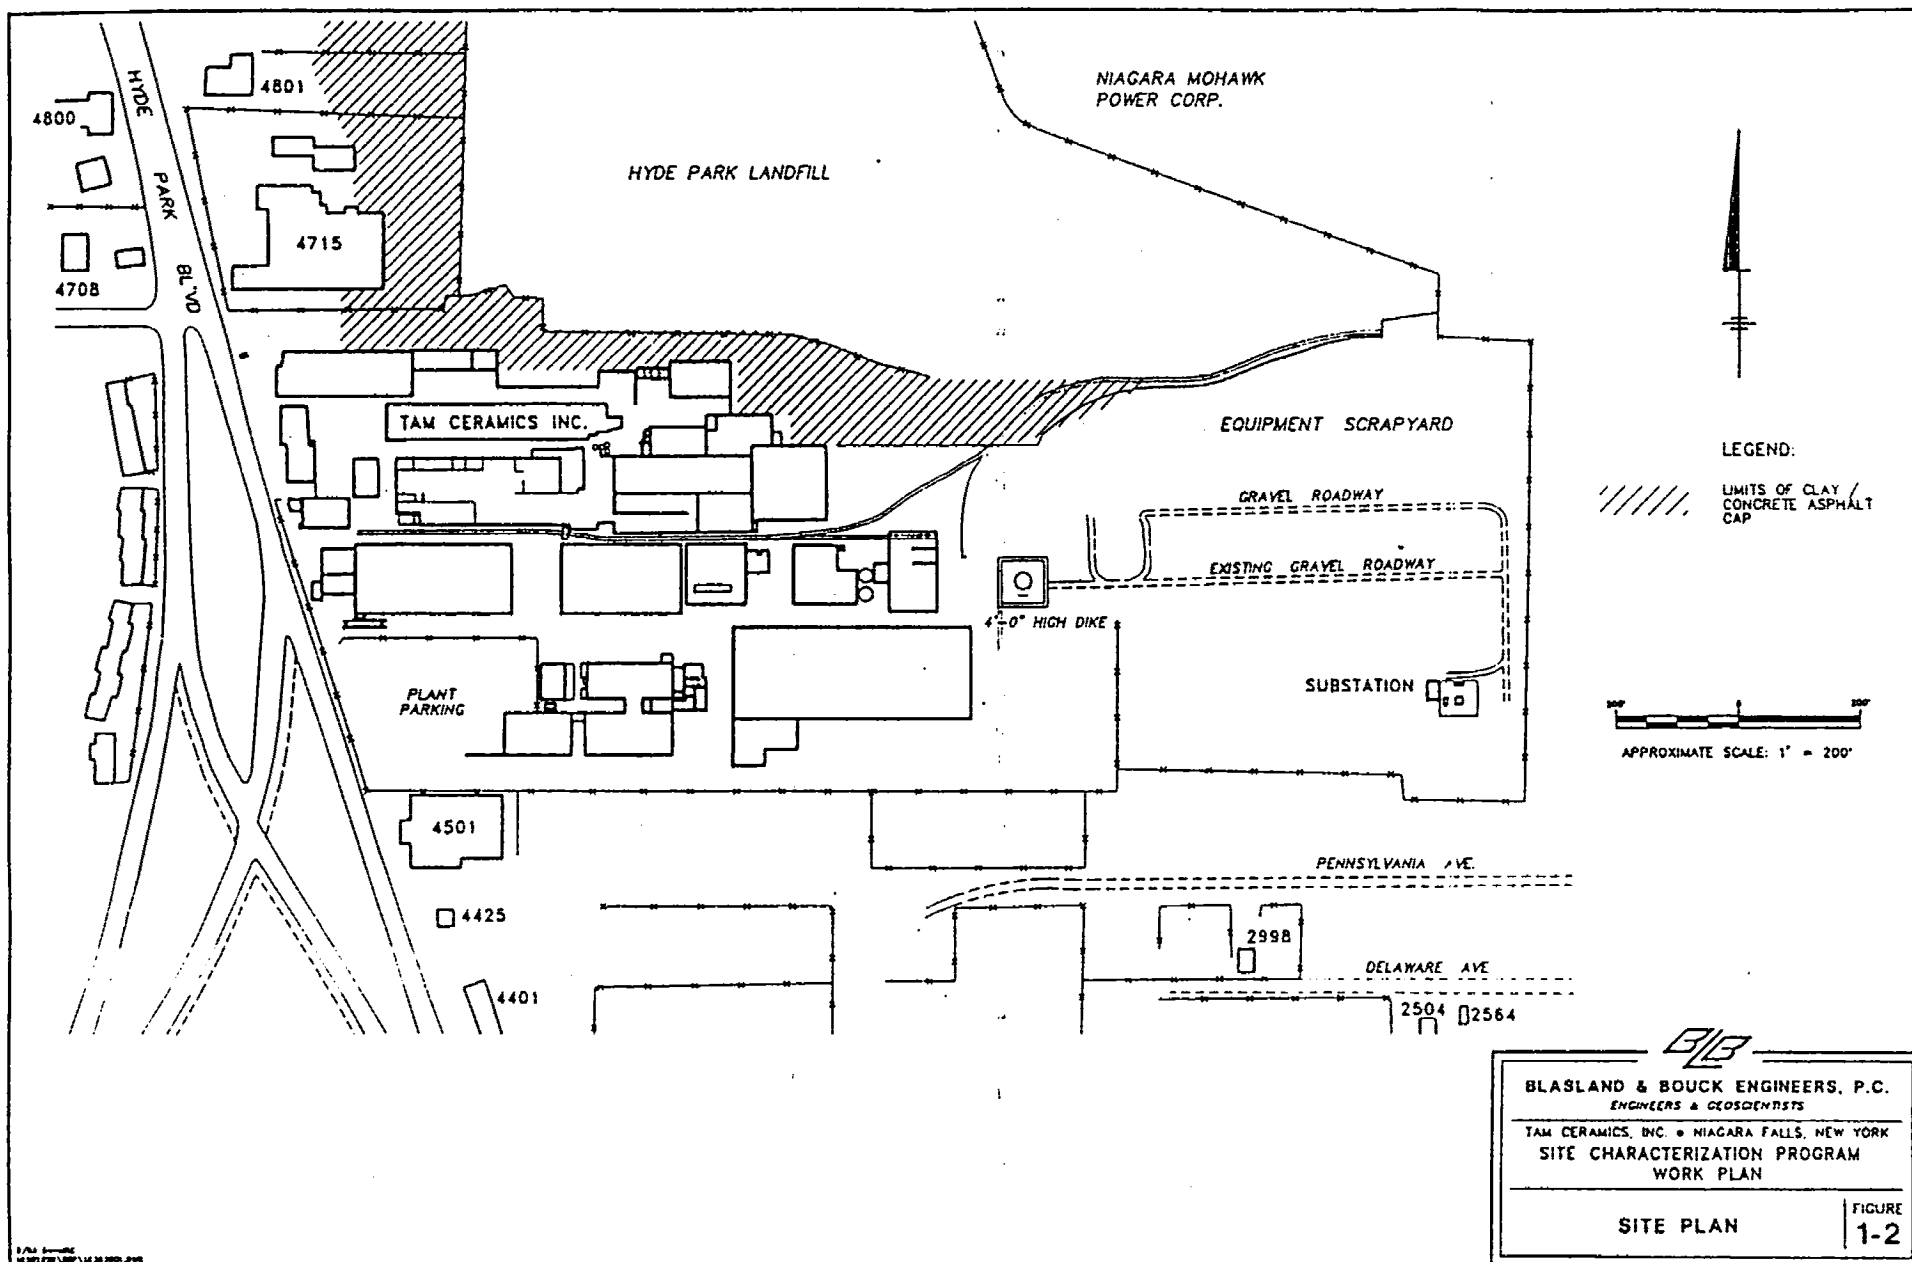 NIAGARA MOHAWK
POWER CORP.
HYDE PARK BL'VD
4801
4800
HYDE PARK LANDFILL
4715
4708
TAM CERAMICS INC.
EQUIPMENT SCRAPYARD
LEGEND:
LIMITS OF CLAY /
CONCRETE ASPHALT
CAP
GRAVEL ROADWAY
EXISTING GRAVEL ROADWAY
4'-0" HIGH DIKE
PLANT
PARKING
SUBSTATION
200' 0 200'
APPROXIMATE SCALE: 1" = 200'
4501
PENNSYLVANIA AVE.
4425
2998
DELAWARE AVE
4401
2504
2564
BLASLAND & BOUCK ENGINEERS, P.C.
ENGINEERS & GEOSCIENTISTS
TAM CERAMICS, INC. • NIAGARA FALLS, NEW YORK
SITE CHARACTERIZATION PROGRAM
WORK PLAN
SITE PLAN
FIGURE
1-2